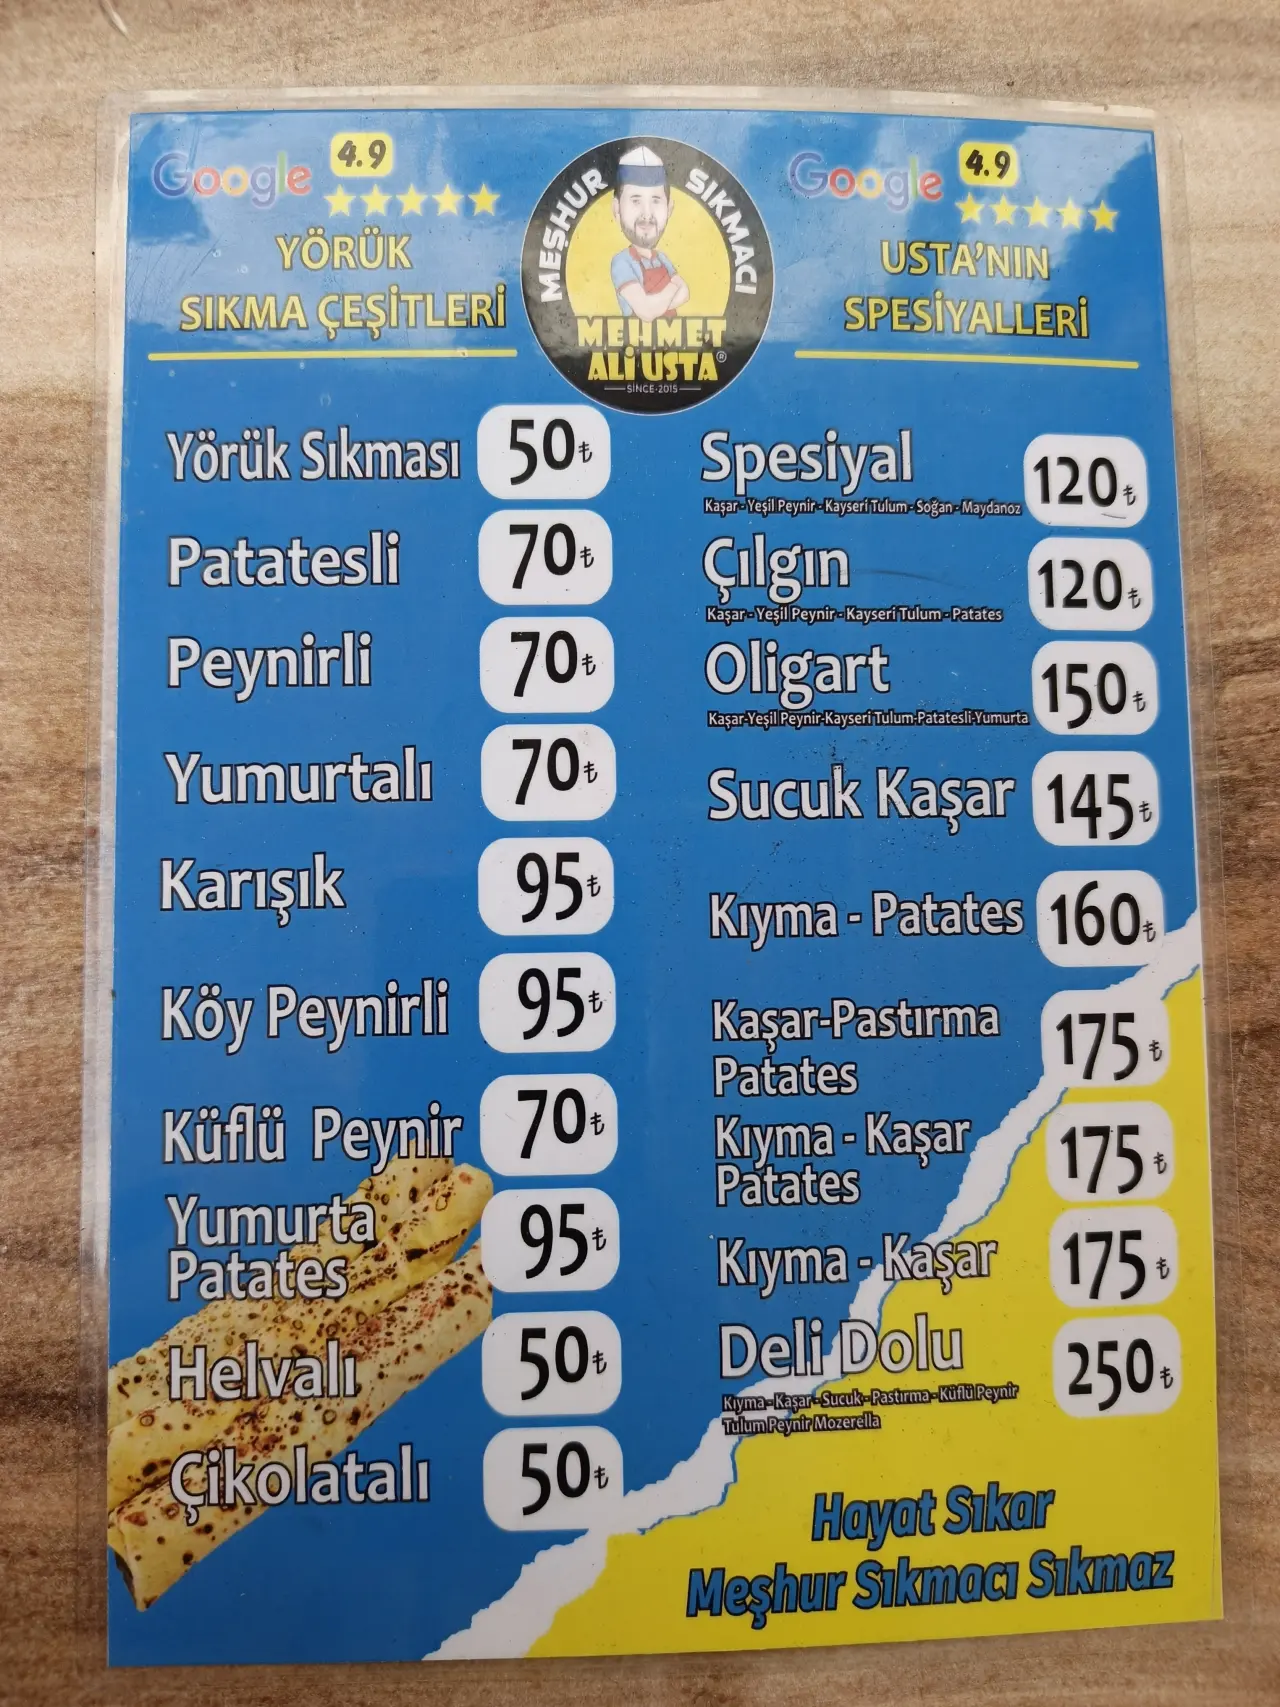 Google 4.9
YÖRÜK
SIKMA ÇEŞİTLERİ
MEŞHUR SIKMACI
MEHMET
ALİ USTA®
SİNCE-2015
Google 4.9
USTA'NIN
SPESİYALLERİ
Yörük Sıkması 50₺
Patatesli 70₺
Peynirli 70₺
Yumurtalı 70₺
Karışık 95₺
Köy Peynirli 95₺
Küflü Peynir 70₺
Yumurta
Patates 95₺
Helvalı 50₺
Çikolatalı 50₺
Spesiyal 120₺
Kaşar - Yeşil Peynir - Kayseri Tulum - Soğan - Maydanoz
Çılgın 120₺
Kaşar - Yeşil Peynir - Kayseri Tulum - Patates
Oligart 150₺
Kaşar-Yeşil Peynir-Kayseri Tulum-Patatesli-Yumurta
Sucuk Kaşar 145₺
Kıyma - Patates 160₺
Kaşar-Pastırma
Patates 175₺
Kıyma - Kaşar
Patates 175₺
Kıyma - Kaşar 175₺
Deli Dolu 250₺
Kıyma - Kaşar - Sucuk - Pastırma - Küflü Peynir
Tulum Peynir Mozerella
Hayat Sıkar
Meşhur Sıkmacı Sıkmaz